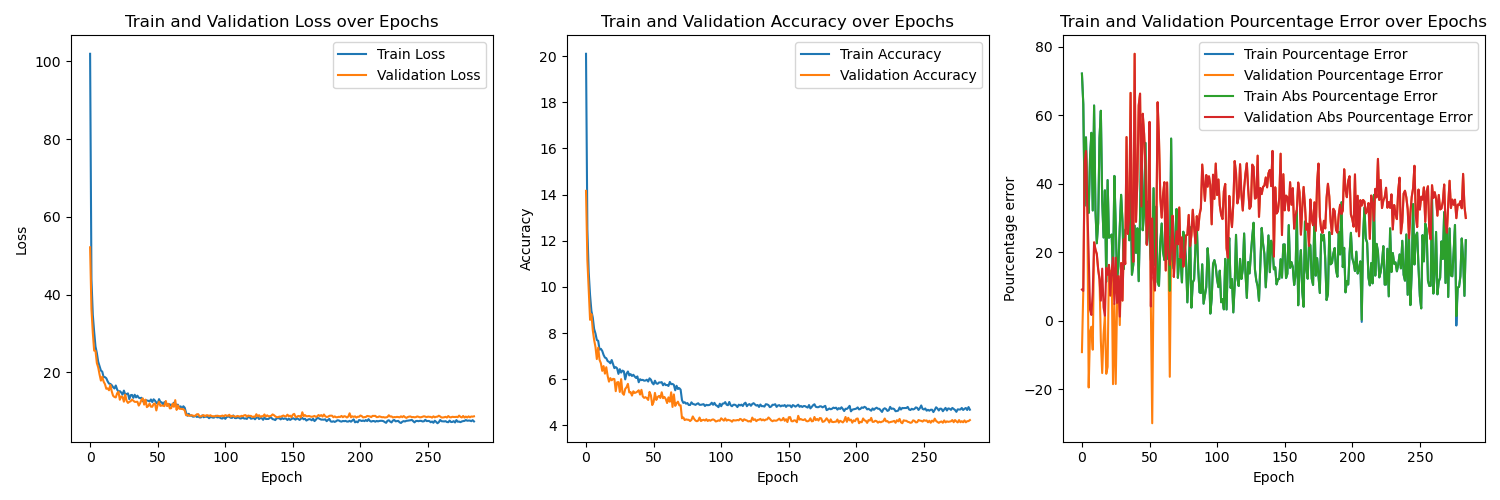 Train and Validation Loss over Epochs
Train Loss
Validation Loss
Loss
100
80
60
40
20
0 50 100 150 200 250
Epoch
Train and Validation Accuracy over Epochs
Train Accuracy
Validation Accuracy
Accuracy
20
18
16
14
12
10
8
6
4
0 50 100 150 200 250
Epoch
Train and Validation Pourcentage Error over Epochs
Train Pourcentage Error
Validation Pourcentage Error
Train Abs Pourcentage Error
Validation Abs Pourcentage Error
Pourcentage error
80
60
40
20
0
−20
0 50 100 150 200 250
Epoch